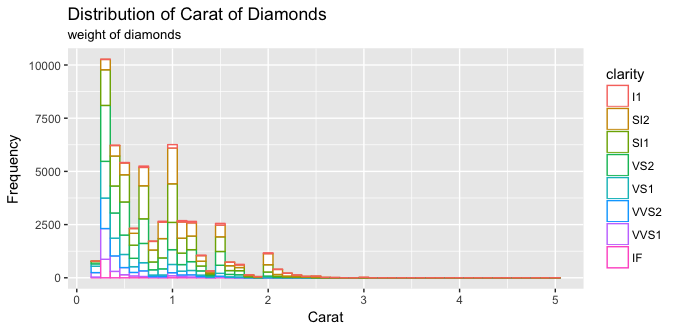 Distribution of Carat of Diamonds
weight of diamonds
10000
7500
5000
2500
0
Frequency
0
1
2
3
4
5
Carat
clarity
I1
SI2
SI1
VS2
VS1
VVS2
VVS1
IF